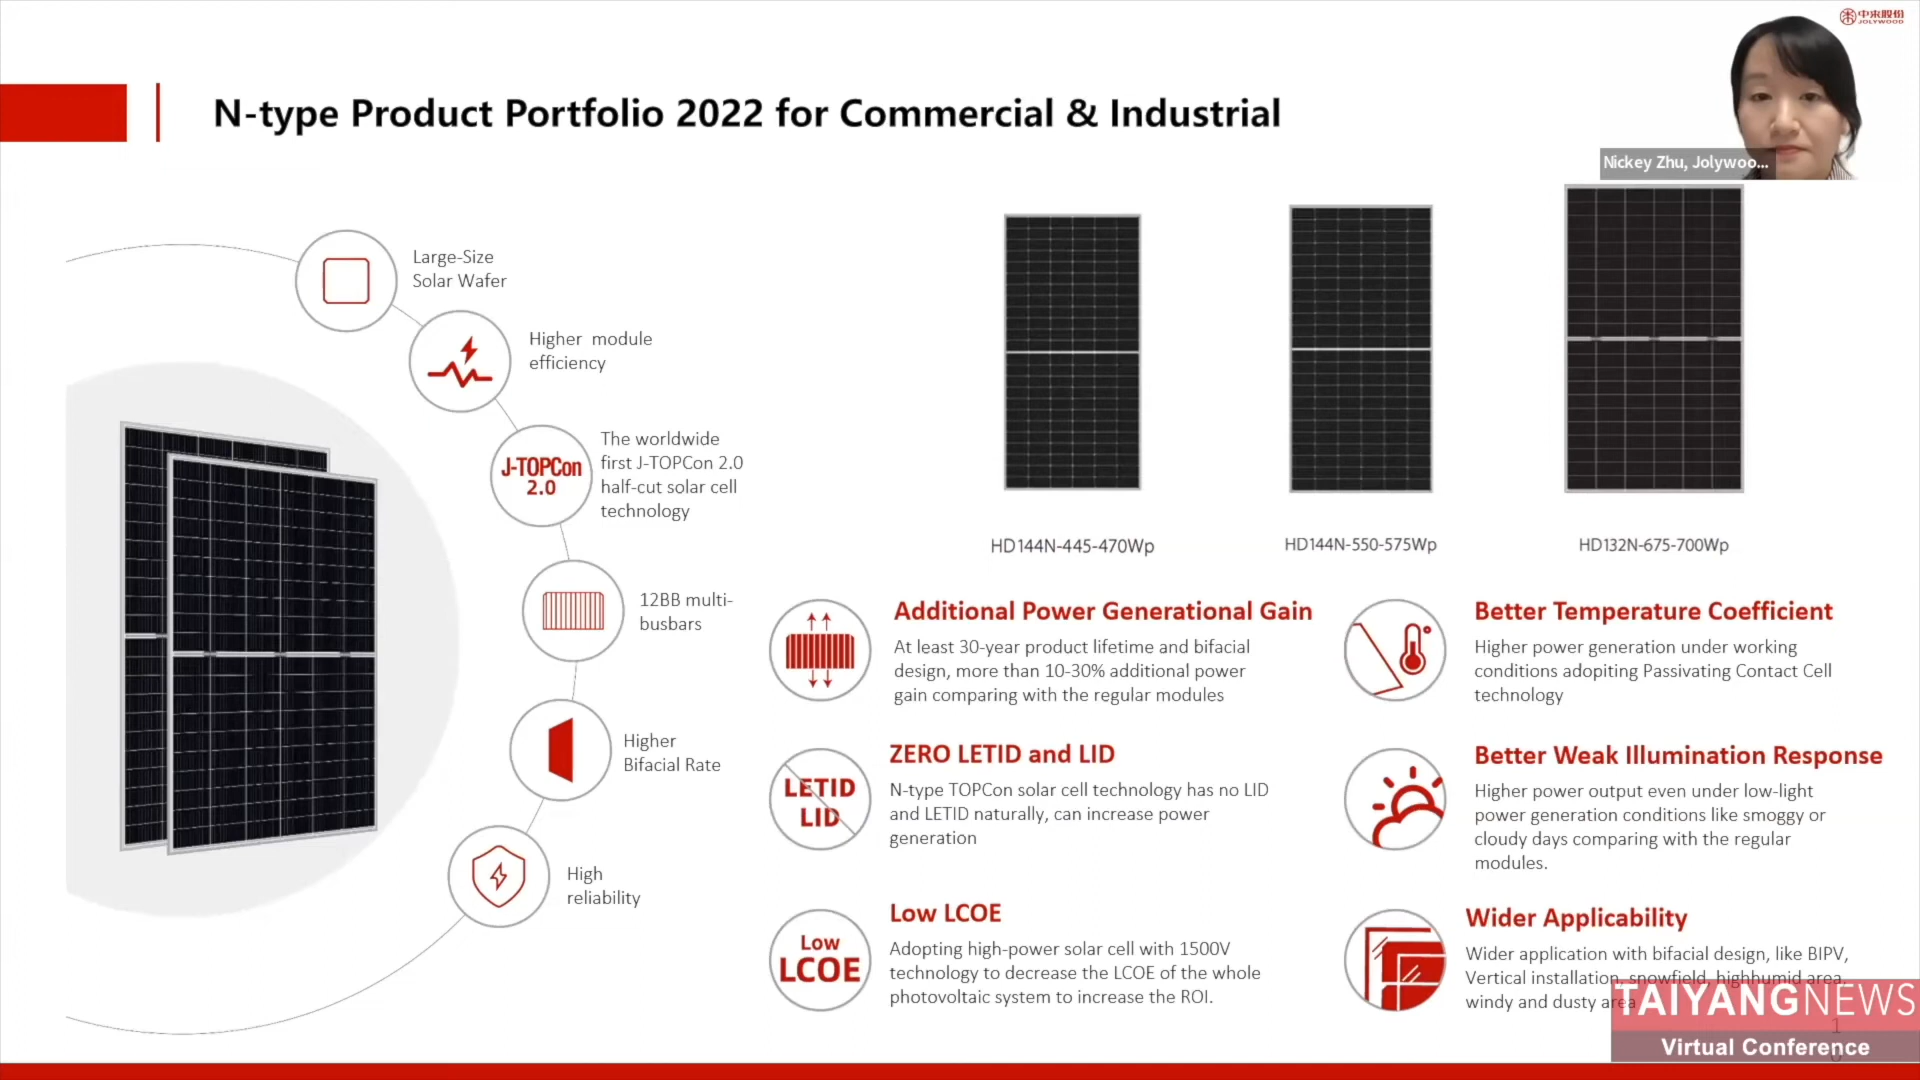 中来股份
JOLYWOOD
N-type Product Portfolio 2022 for Commercial & Industrial
Nickey Zhu, Jolywoo...
Large-Size
Solar Wafer
Higher module
efficiency
J-TOPCon
2.0
The worldwide
first J-TOPCon 2.0
half-cut solar cell
technology
12BB multi-
busbars
Higher
Bifacial Rate
High
reliability
HD144N-445-470Wp
HD144N-550-575Wp
HD132N-675-700Wp
Additional Power Generational Gain
At least 30-year product lifetime and bifacial
design, more than 10-30% additional power
gain comparing with the regular modules
Better Temperature Coefficient
Higher power generation under working
conditions adopiting Passivating Contact Cell
technology
LETID
LID
ZERO LETID and LID
N-type TOPCon solar cell technology has no LID
and LETID naturally, can increase power
generation
Better Weak Illumination Response
Higher power output even under low-light
power generation conditions like smoggy or
cloudy days comparing with the regular
modules.
Low
LCOE
Low LCOE
Adopting high-power solar cell with 1500V
technology to decrease the LCOE of the whole
photovoltaic system to increase the ROI.
Wider Applicability
Wider application with bifacial design, like BIPV,
Vertical installation, snowfield, highhumid area,
windy and dusty area
TAIYANGNEWS
Virtual Conference